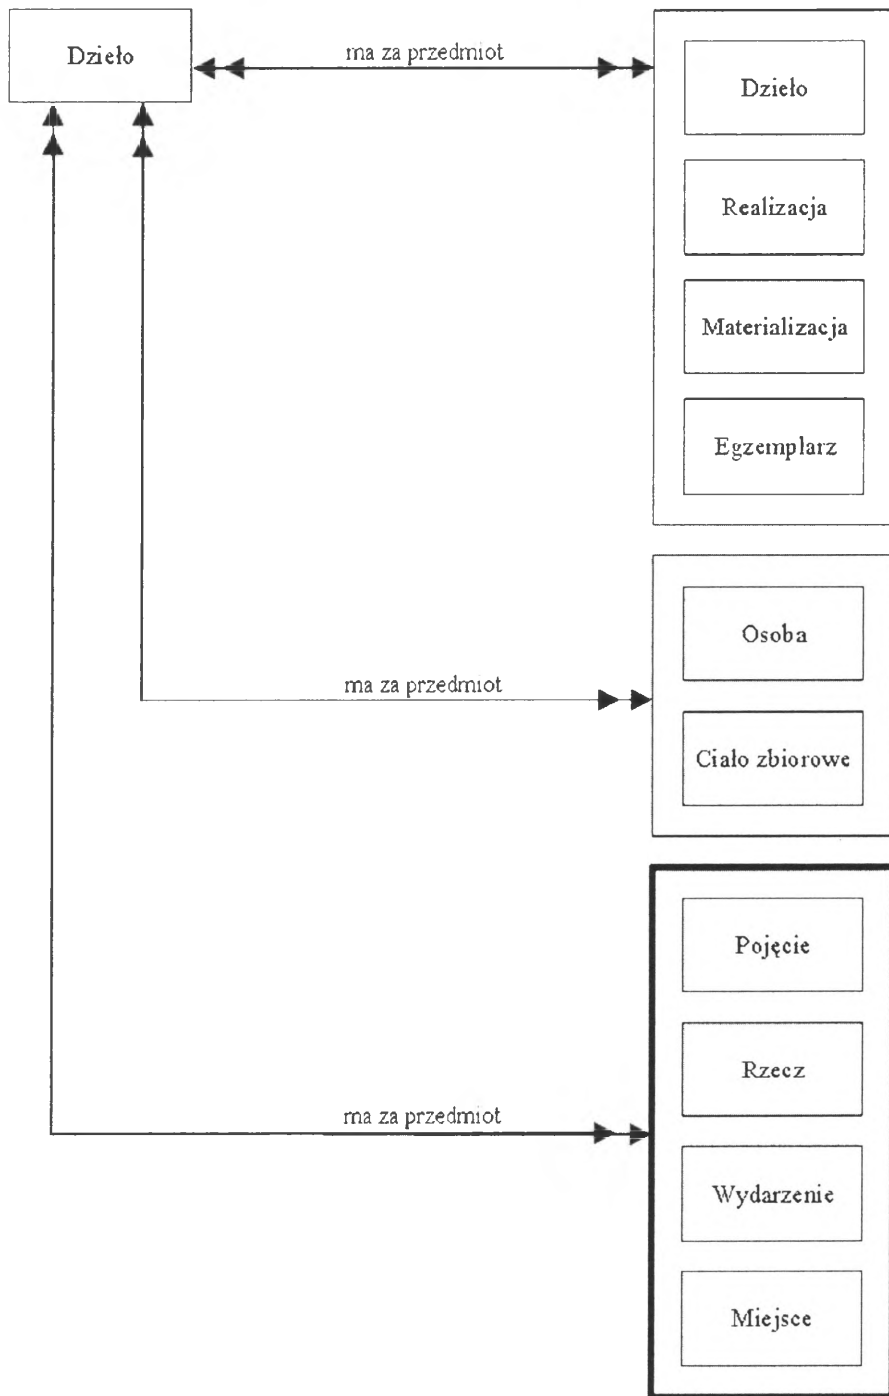 Dzieło
ma za przedmiot
Dzieło
Realizacja
Materializacja
Egzemplarz
ma za przedmiot
Osoba
Ciało zbiorowe
ma za przedmiot
Pojęcie
Rzecz
Wydarzenie
Miejsce